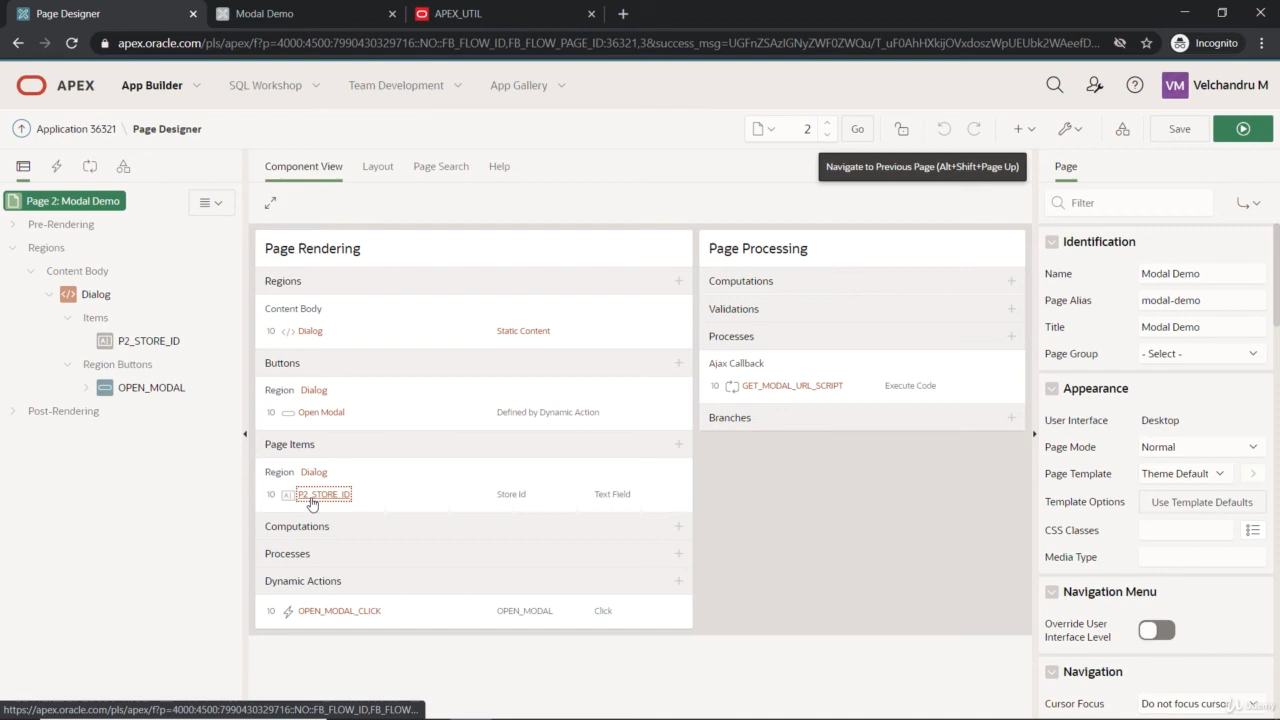 Page Designer
Modal Demo
APEX_UTIL
apex.oracle.com/pls/apex/f?p=4000:4500:7990430329716::NO::FB_FLOW_ID,FB_FLOW_PAGE_ID:36321,3&success_msg=
Incognito
APEX
App Builder
SQL Workshop
Team Development
App Gallery
VM
Velchandru M
Application 36321
Page Designer
2
Go
Save
Component View
Layout
Page Search
Help
Navigate to Previous Page (Alt+Shift+Page Up)
Page
Page 2: Modal Demo
Filter
Pre-Rendering
Regions
Content Body
Dialog
Items
P2_STORE_ID
Region Buttons
OPEN_MODAL
Post-Rendering
Page Rendering
Regions
Content Body
10 Dialog Static Content
Buttons
Region Dialog
10 Open Modal Defined by Dynamic Action
Page Items
Region Dialog
10 P2_STORE_ID Store Id Text Field
Computations
Processes
Dynamic Actions
10 OPEN_MODAL_CLICK OPEN_MODAL Click
Page Processing
Computations
Validations
Processes
Ajax Callback
10 GET_MODAL_URL_SCRIPT Execute Code
Branches
Identification
Name Modal Demo
Page Alias modal-demo
Title Modal Demo
Page Group - Select -
Appearance
User Interface Desktop
Page Mode Normal
Page Template Theme Default
Template Options Use Template Defaults
CSS Classes
Media Type
Navigation Menu
Override User
Interface Level
Navigation
Cursor Focus Do not focus cursor
Udemy
https://apex.oracle.com/pls/apex/f?p=4000:4500:7990430329716::NO::FB_FLOW_ID,FB_FLOW...